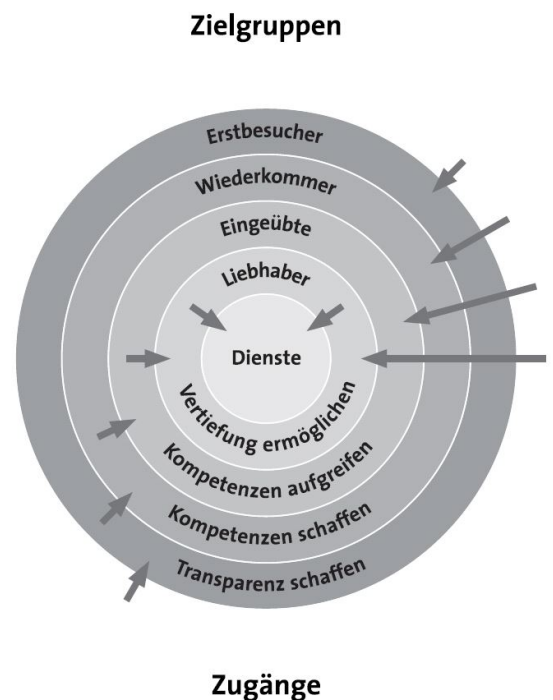 Zielgruppen
Erstbesucher
Wiederkommer
Eingeübte
Liebhaber
Dienste
Vertiefung ermöglichen
Kompetenzen aufgreifen
Kompetenzen schaffen
Transparenz schaffen
Zugänge